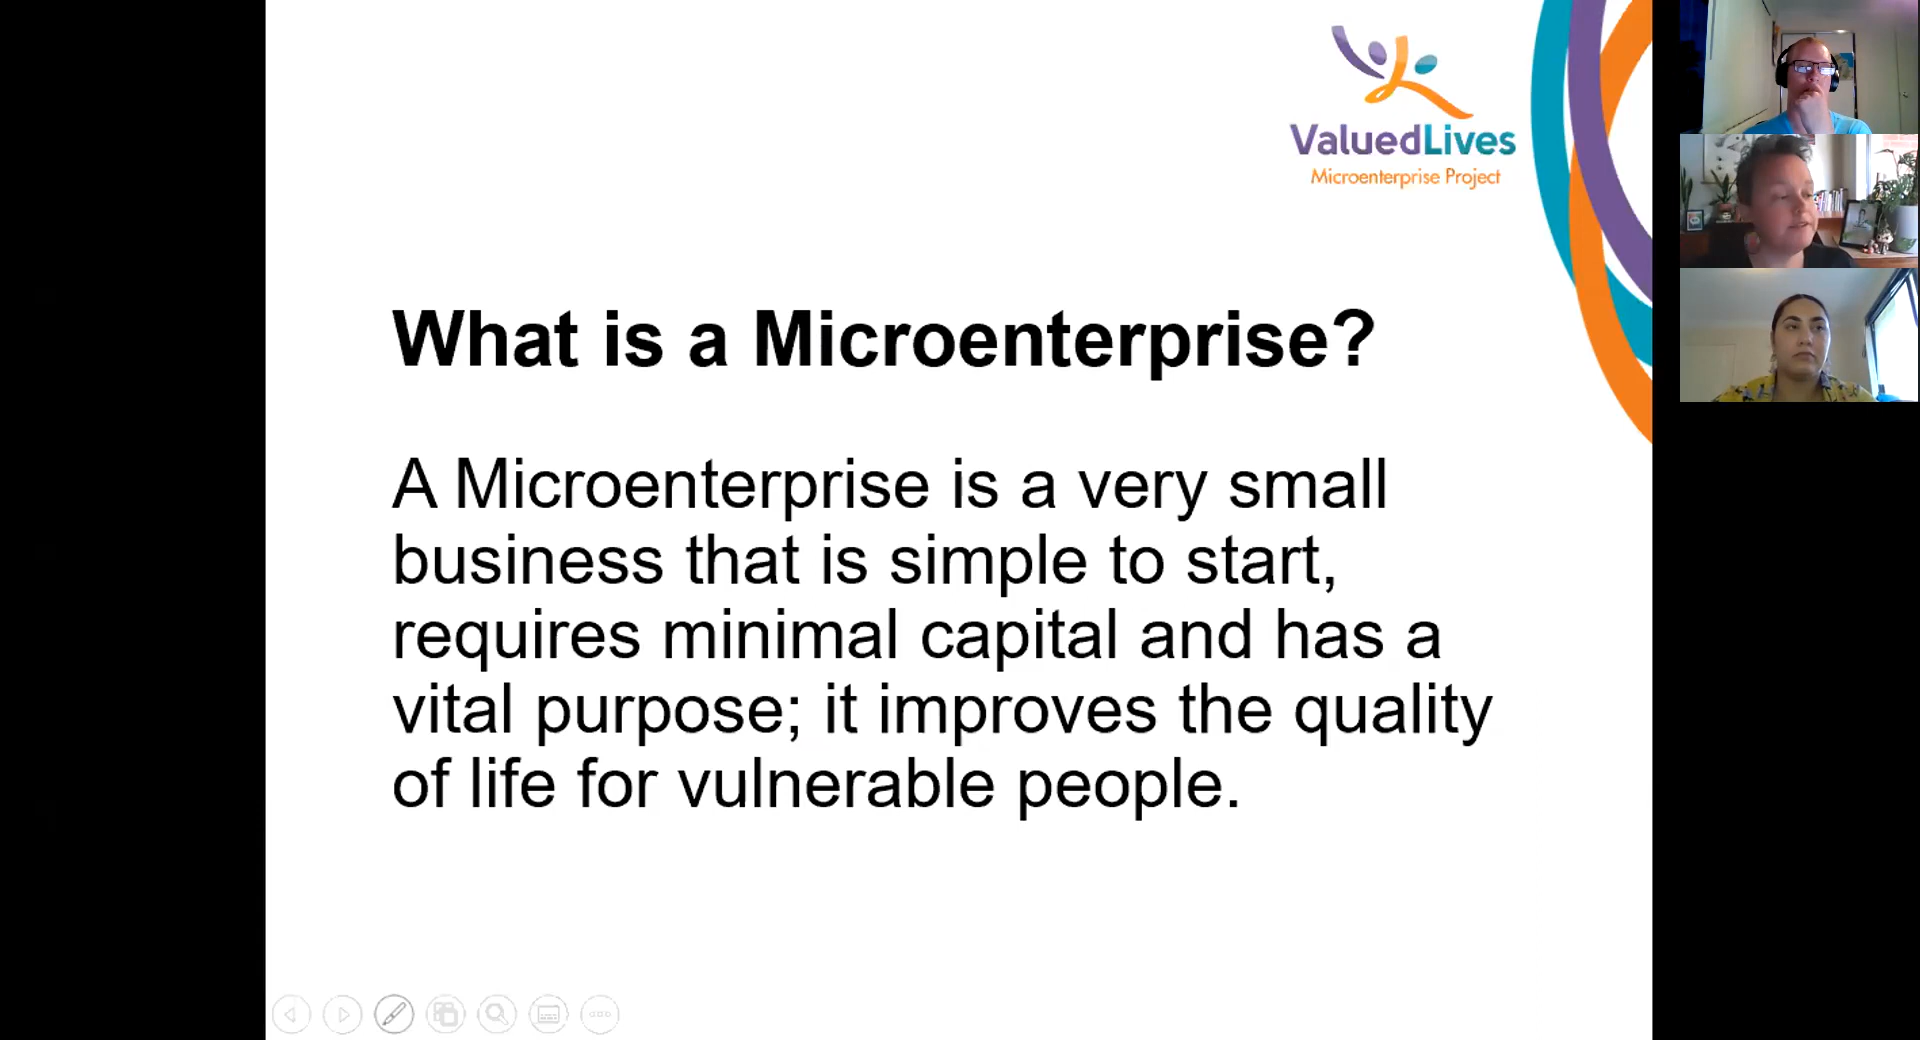 ValuedLives
Microenterprise Project
What is a Microenterprise?
A Microenterprise is a very small
business that is simple to start,
requires minimal capital and has a
vital purpose; it improves the quality
of life for vulnerable people.